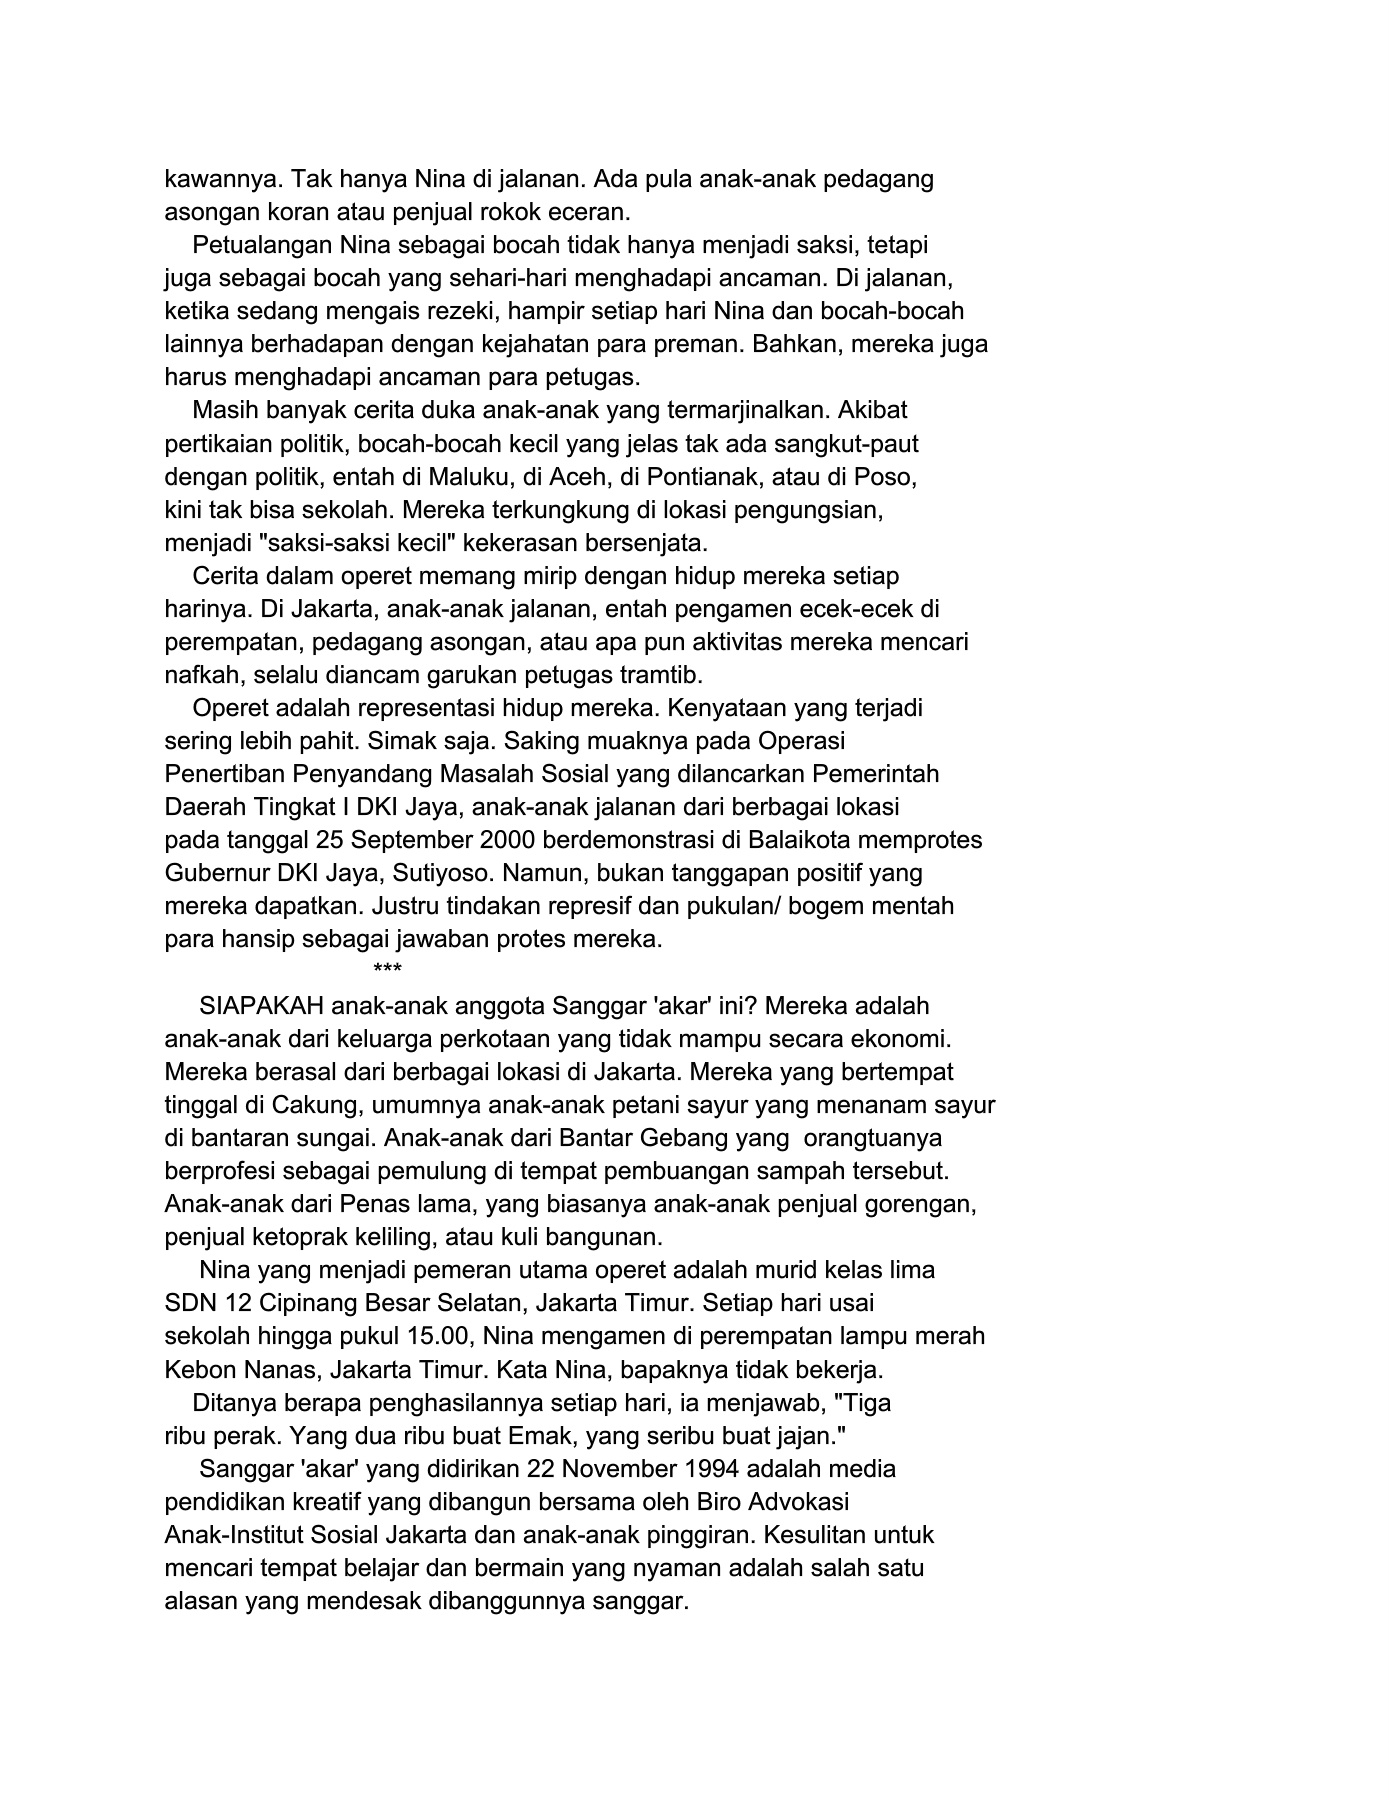 kawannya. Tak hanya Nina di jalanan. Ada pula anak-anak pedagang
asongan koran atau penjual rokok eceran.
Petualangan Nina sebagai bocah tidak hanya menjadi saksi, tetapi
juga sebagai bocah yang sehari-hari menghadapi ancaman. Di jalanan,
ketika sedang mengais rezeki, hampir setiap hari Nina dan bocah-bocah
lainnya berhadapan dengan kejahatan para preman. Bahkan, mereka juga
harus menghadapi ancaman para petugas.
Masih banyak cerita duka anak-anak yang termarjinalkan. Akibat
pertikaian politik, bocah-bocah kecil yang jelas tak ada sangkut-paut
dengan politik, entah di Maluku, di Aceh, di Pontianak, atau di Poso,
kini tak bisa sekolah. Mereka terkungkung di lokasi pengungsian,
menjadi "saksi-saksi kecil" kekerasan bersenjata.
Cerita dalam operet memang mirip dengan hidup mereka setiap
harinya. Di Jakarta, anak-anak jalanan, entah pengamen ecek-ecek di
perempatan, pedagang asongan, atau apa pun aktivitas mereka mencari
nafkah, selalu diancam garukan petugas tramtib.
Operet adalah representasi hidup mereka. Kenyataan yang terjadi
sering lebih pahit. Simak saja. Saking muaknya pada Operasi
Penertiban Penyandang Masalah Sosial yang dilancarkan Pemerintah
Daerah Tingkat I DKI Jaya, anak-anak jalanan dari berbagai lokasi
pada tanggal 25 September 2000 berdemonstrasi di Balaikota memprotes
Gubernur DKI Jaya, Sutiyoso. Namun, bukan tanggapan positif yang
mereka dapatkan. Justru tindakan represif dan pukulan/ bogem mentah
para hansip sebagai jawaban protes mereka.
***
SIAPAKAH anak-anak anggota Sanggar 'akar' ini? Mereka adalah
anak-anak dari keluarga perkotaan yang tidak mampu secara ekonomi.
Mereka berasal dari berbagai lokasi di Jakarta. Mereka yang bertempat
tinggal di Cakung, umumnya anak-anak petani sayur yang menanam sayur
di bantaran sungai. Anak-anak dari Bantar Gebang yang  orangtuanya
berprofesi sebagai pemulung di tempat pembuangan sampah tersebut.
Anak-anak dari Penas lama, yang biasanya anak-anak penjual gorengan,
penjual ketoprak keliling, atau kuli bangunan.
Nina yang menjadi pemeran utama operet adalah murid kelas lima
SDN 12 Cipinang Besar Selatan, Jakarta Timur. Setiap hari usai
sekolah hingga pukul 15.00, Nina mengamen di perempatan lampu merah
Kebon Nanas, Jakarta Timur. Kata Nina, bapaknya tidak bekerja.
Ditanya berapa penghasilannya setiap hari, ia menjawab, "Tiga
ribu perak. Yang dua ribu buat Emak, yang seribu buat jajan."
Sanggar 'akar' yang didirikan 22 November 1994 adalah media
pendidikan kreatif yang dibangun bersama oleh Biro Advokasi
Anak-Institut Sosial Jakarta dan anak-anak pinggiran. Kesulitan untuk
mencari tempat belajar dan bermain yang nyaman adalah salah satu
alasan yang mendesak dibanggunnya sanggar.